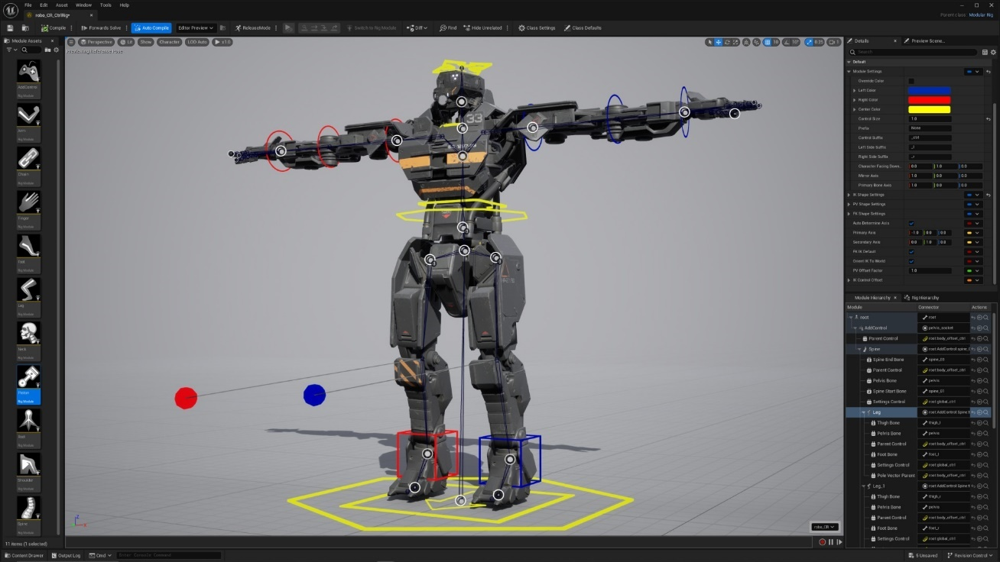 File Edit Asset Window Tools Help
robo_CR_CtrlRig*
Parent class: Modular Rig
Compile Forwards Solve Auto Compile Editor Preview ReleaseMode Switch to Rig Module Diff Find Hide Unrelated Class Settings Class Defaults
Module Assets
Perspective Lit Show Character LOD Auto x1.0
10 10° 0.25 1
AddControl
Rig Module
Arm
Rig Module
Chain
Rig Module
Finger
Rig Module
Foot
Rig Module
Leg
Rig Module
Neck
Rig Module
Piston
Rig Module
Root
Rig Module
Shoulder
Rig Module
Spine
Rig Module
11 items (1 selected)
33
robo_CR
Details Preview Scene...
Search
Default
Module Settings
Override Color
Left Color
Right Color
Center Color
Control Size 1.0
Prefix None
Control Suffix _ctrl
Left Side Suffix _l
Right Side Suffix _r
Character Facing Down... 0.0 1.0 0.0
Mirror Axis 1.0 0.0 0.0
Primary Bone Axis 1.0 0.0 0.0
IK Shape Settings
PV Shape Settings
FK Shape Settings
Auto Determine Axis
Primary Axis -1.0 0.0 0.0
Secondary Axis 0.0 1.0 0.0
FK IK Default
Orient IK To World
PV Offset Factor 1.0
IK Control Offset
Module Hierarchy Rig Hierarchy
Module Connector Actions
root root
AddControl pelvis_socket
Parent Control root:body_offset_ctrl
Spine root:AddControl:spine_
Spine End Bone spine_03
Parent Control root:body_offset_ctrl
Pelvis Bone pelvis
Spine Start Bone spine_01
Settings Control root:global_ctrl
Leg root:AddControl:Spine:
Thigh Bone thigh_l
Pelvis Bone pelvis
Parent Control root:body_offset_ctrl
Foot Bone
Settings Control root:global_ctrl
Pole Vector Parent root:body_offset_ctrl
Leg_1 root:AddControl:Spine:
Thigh Bone thigh_r
Pelvis Bone pelvis
Parent Control root:body_offset_ctrl
Foot Bone foot_r
Settings Control root:global_ctrl
Content Drawer Output Log Cmd Enter Console Command
5 Unsaved Revision Control